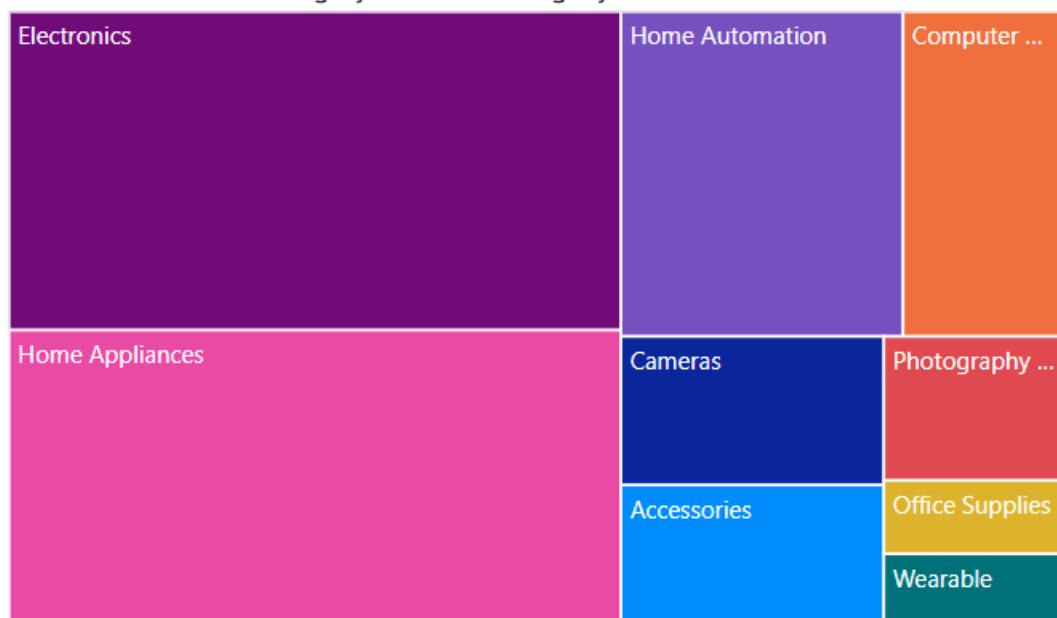 Electronics
Home Automation
Computer ...
Home Appliances
Cameras
Photography ...
Accessories
Office Supplies
Wearable